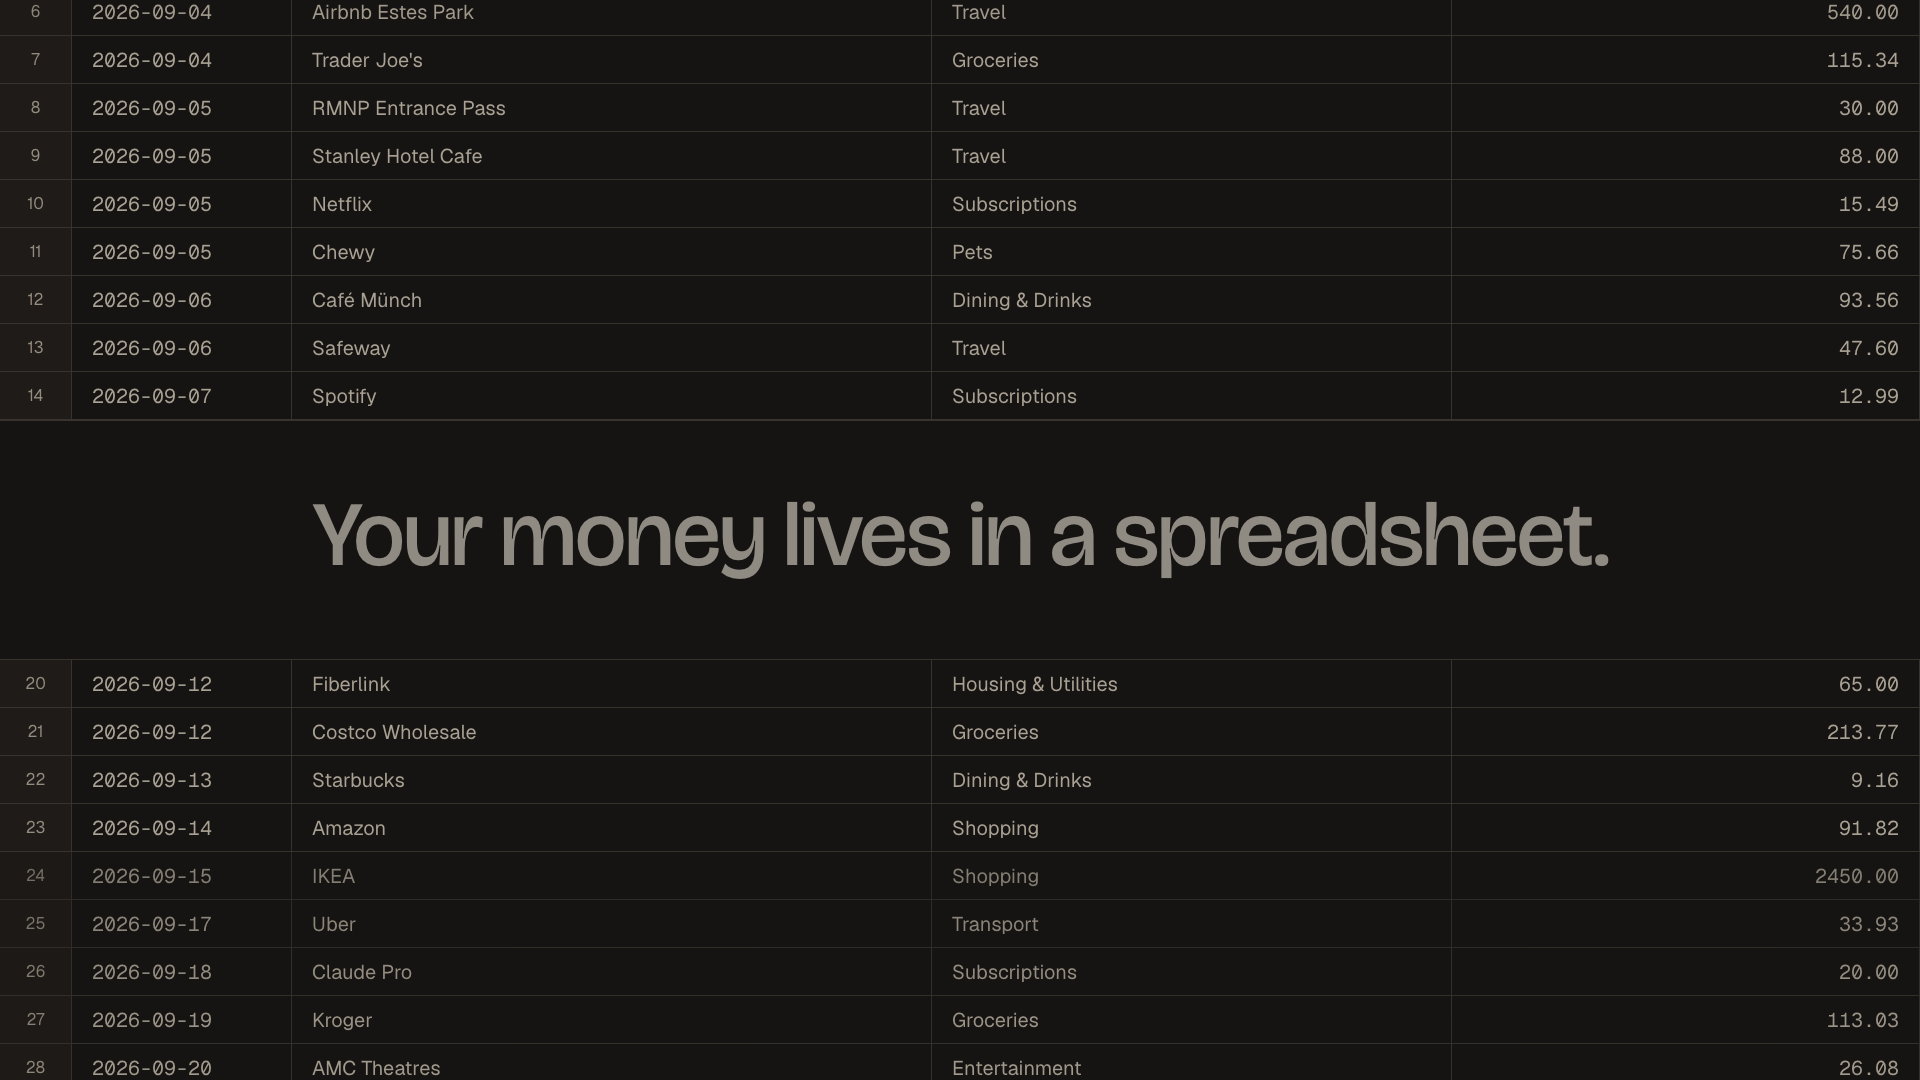 6 2026-09-04 Airbnb Estes Park Travel 540.00
7 2026-09-04 Trader Joe's Groceries 115.34
8 2026-09-05 RMNP Entrance Pass Travel 30.00
9 2026-09-05 Stanley Hotel Cafe Travel 88.00
10 2026-09-05 Netflix Subscriptions 15.49
11 2026-09-05 Chewy Pets 75.66
12 2026-09-06 Café Münch Dining & Drinks 93.56
13 2026-09-06 Safeway Travel 47.60
14 2026-09-07 Spotify Subscriptions 12.99
Your money lives in a spreadsheet.
20 2026-09-12 Fiberlink Housing & Utilities 65.00
21 2026-09-12 Costco Wholesale Groceries 213.77
22 2026-09-13 Starbucks Dining & Drinks 9.16
23 2026-09-14 Amazon Shopping 91.82
24 2026-09-15 IKEA Shopping 2450.00
25 2026-09-17 Uber Transport 33.93
26 2026-09-18 Claude Pro Subscriptions 20.00
27 2026-09-19 Kroger Groceries 113.03
28 2026-09-20 AMC Theatres Entertainment 26.08